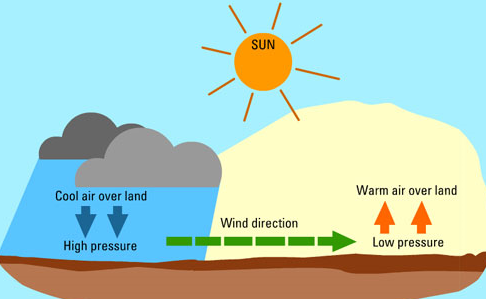 SUN
Cool air over land
High pressure
Wind direction
Warm air over land
Low pressure